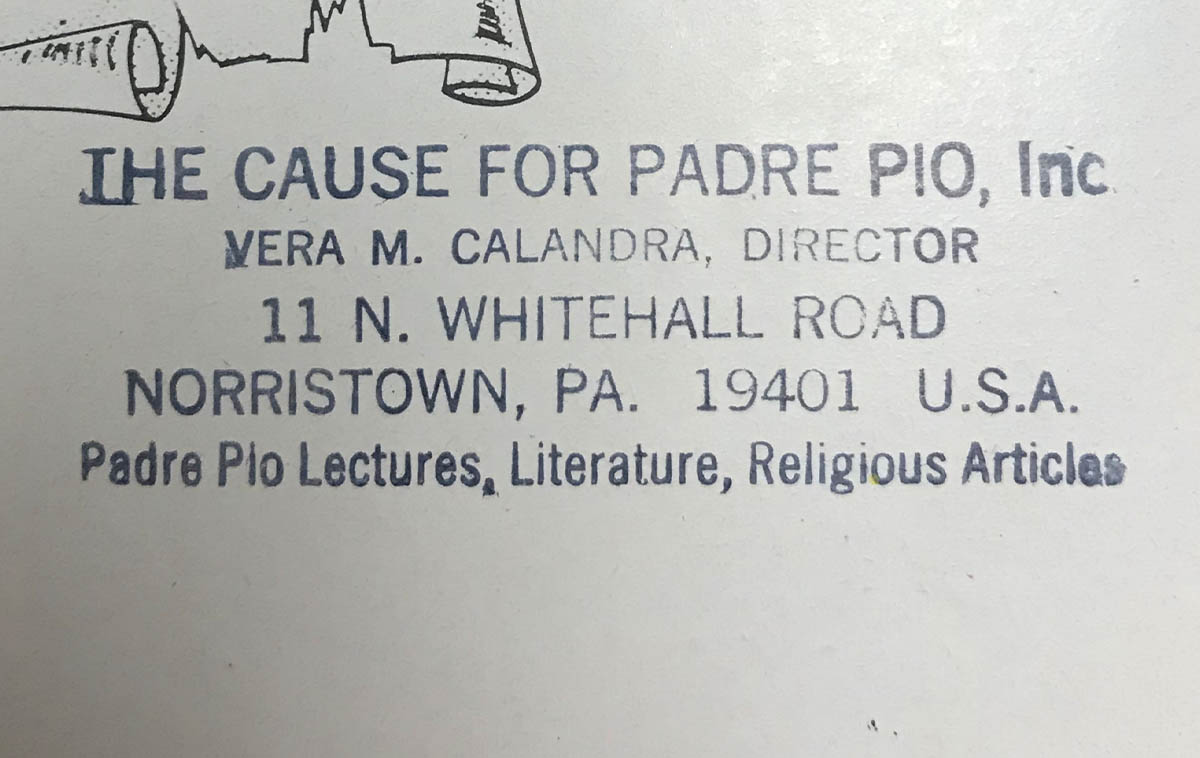 THE CAUSE FOR PADRE PIO, Inc.
VERA M. CALANDRA, DIRECTOR
11 N. WHITEHALL ROAD
NORRISTOWN, PA. 19401 U.S.A.
Padre Pio Lectures, Literature, Religious Articles